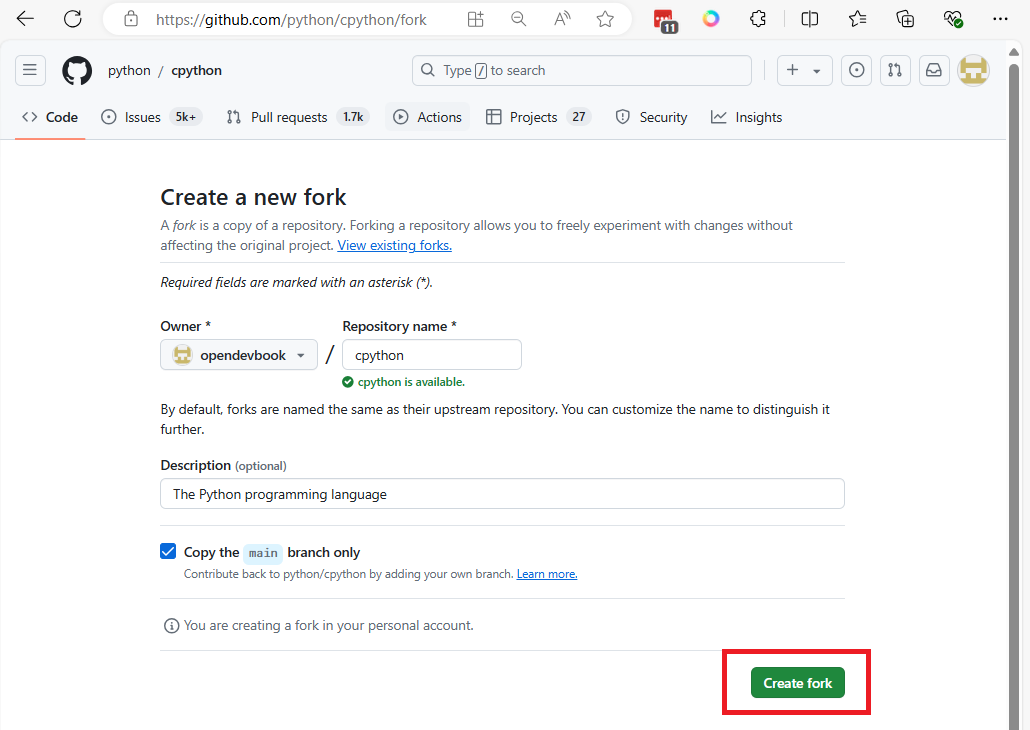 https://github.com/python/cpython/fork
11
python / cpython
Type / to search
Code Issues 5k+ Pull requests 1.7k Actions Projects 27 Security Insights
Create a new fork
A fork is a copy of a repository. Forking a repository allows you to freely experiment with changes without
affecting the original project. View existing forks.
Required fields are marked with an asterisk (*).
Owner * Repository name *
opendevbook / cpython
cpython is available.
By default, forks are named the same as their upstream repository. You can customize the name to distinguish it
further.
Description (optional)
The Python programming language
Copy the main branch only
Contribute back to python/cpython by adding your own branch. Learn more.
You are creating a fork in your personal account.
Create fork